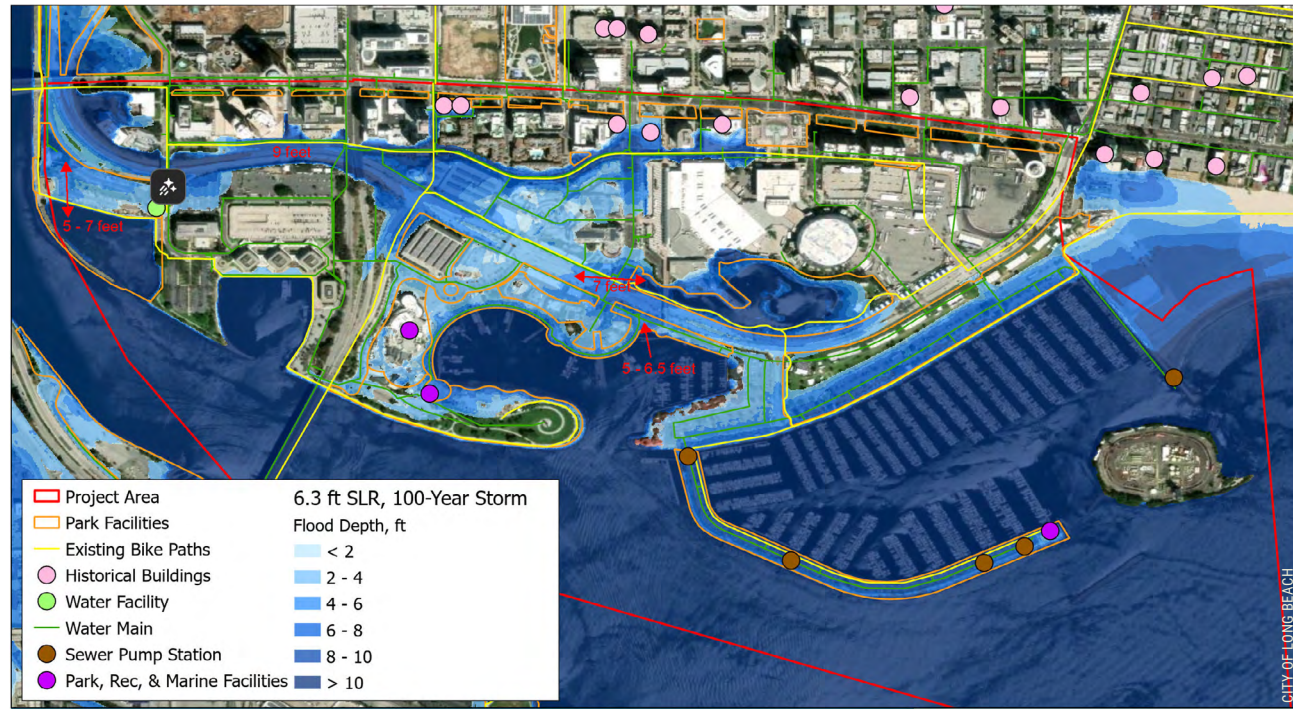 9 feet
5 - 7 feet
7 feet
5 - 6.5 feet
Project Area
Park Facilities
Existing Bike Paths
Historical Buildings
Water Facility
Water Main
Sewer Pump Station
Park, Rec, & Marine Facilities
6.3 ft SLR, 100-Year Storm
Flood Depth, ft
< 2
2 - 4
4 - 6
6 - 8
8 - 10
> 10
CITY OF LONG BEACH